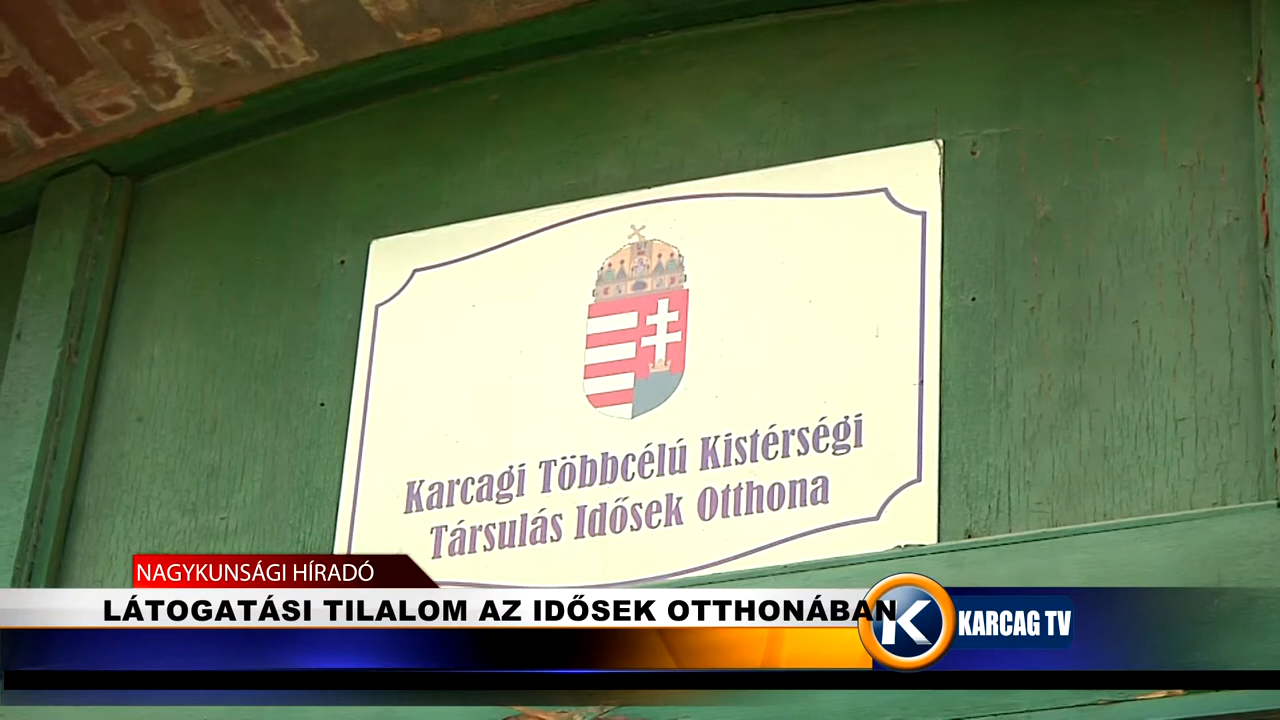 Karcagi Többcélú Kistérségi
Társulás Idősek Otthona
NAGYKUNSÁGI HÍRADÓ
LÁTOGATÁSI TILALOM AZ IDŐSEK OTTHONÁBAN
K KARCAG TV